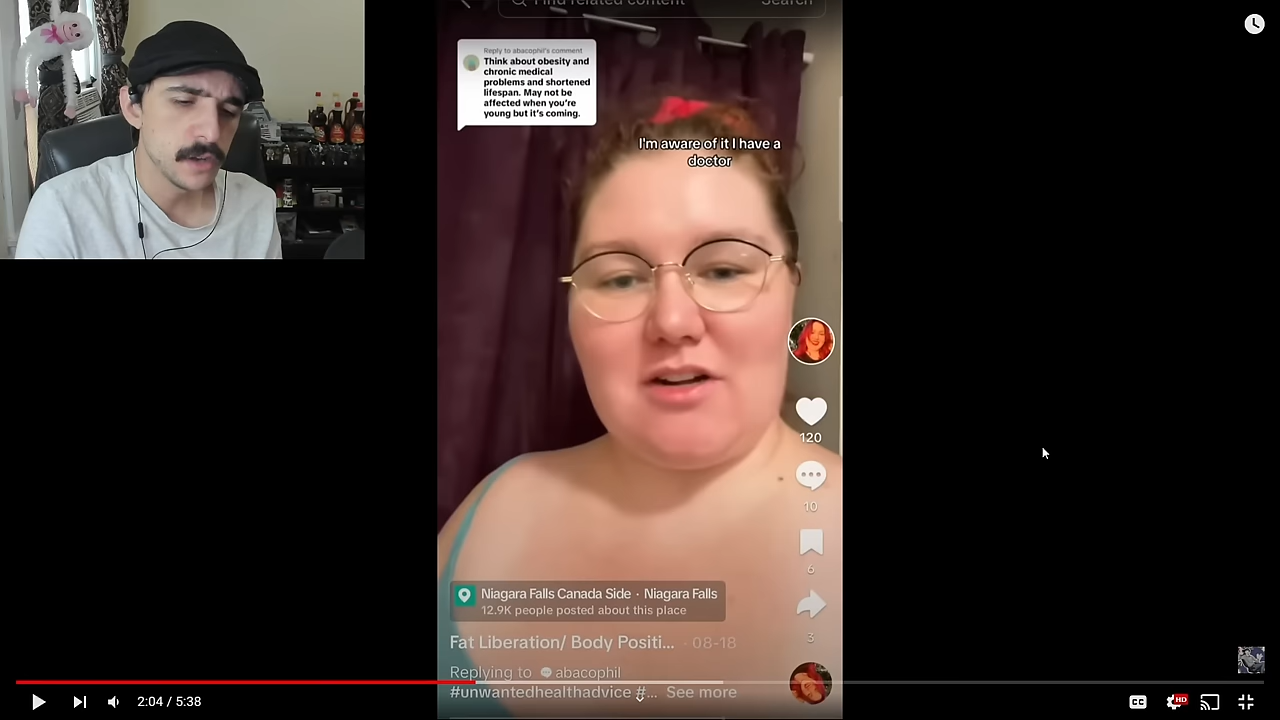 Find related content
Search
Reply to abacophil's comment
Think about obesity and
chronic medical
problems and shortened
lifespan. May not be
affected when you're
young but it's coming.
I'm aware of it I have a
doctor
120
10
6
3
Niagara Falls Canada Side · Niagara Falls
12.9K people posted about this place
Fat Liberation/ Body Positi... · 08-18
Replying to abacophil
#unwantedhealthadvice #... See more
2:04 / 5:38
CC
HD